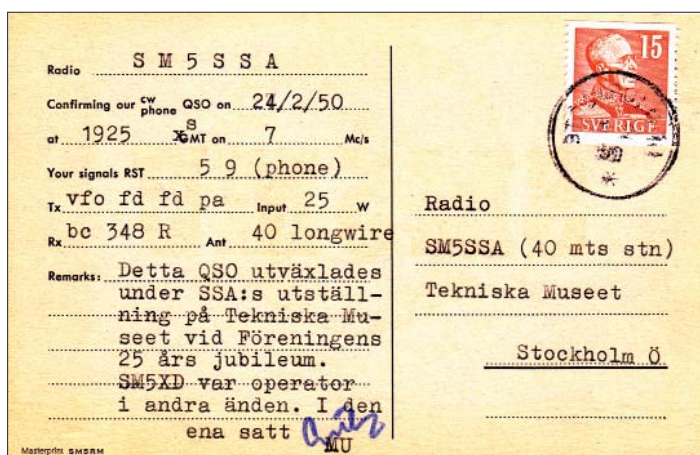 Radio SM5SSA
Confirming our cw phone QSO on 24/2/50
at 1925 SMT on 7 Mc/s
Your signals RST 5 9 (phone)
Tx vfo fd fd pa Input 25 W
Rx bc 348 R Ant 40 longwire
Remarks: Detta QSO utväxlades
under SSA:s utställ-
ning på Tekniska Mu-
seet vid Föreningens
25 års jubileum.
SM5XD var operator
i andra änden. I den
ena satt
MU
Masterprint SM5RM
15
SVERIGE
Radio
SM5SSA (40 mts stn)
Tekniska Museet
Stockholm Ö